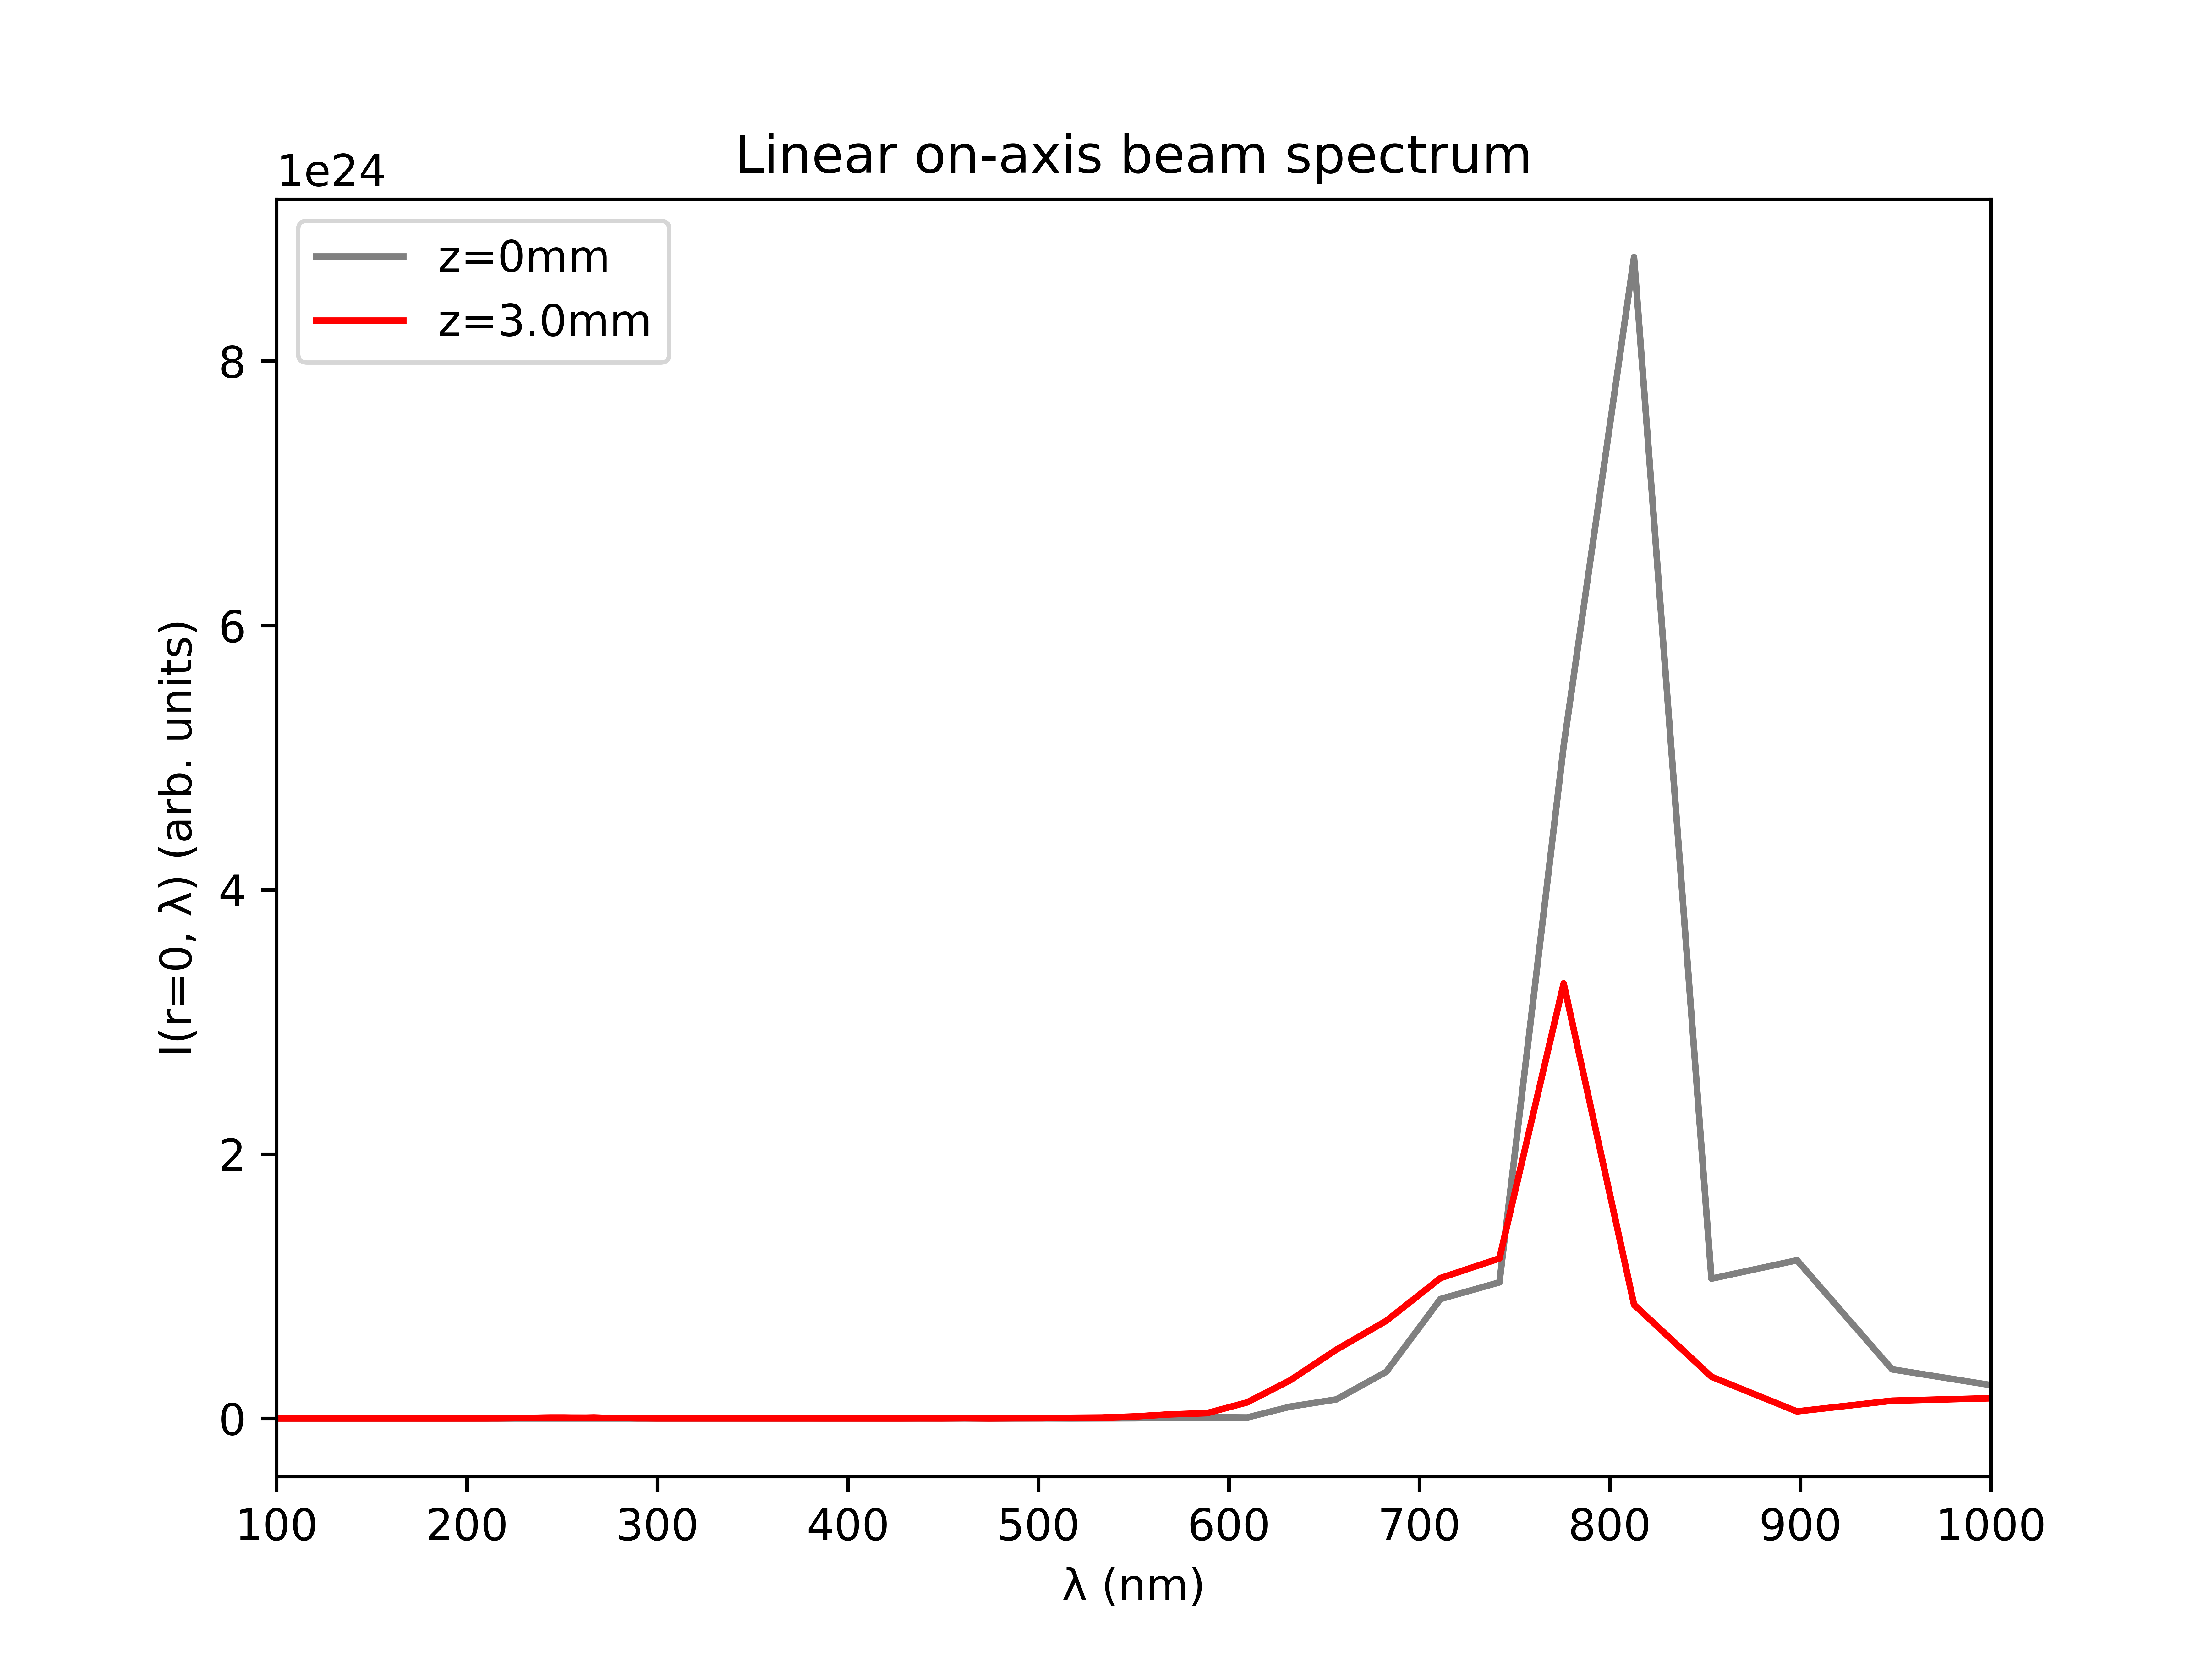 Linear on-axis beam spectrum
1e24
z=0mm
z=3.0mm
8
6
4
2
0
I(r=0, λ) (arb. units)
100 200 300 400 500 600 700 800 900 1000
λ (nm)